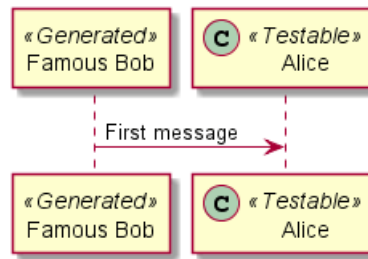 «Generated»
Famous Bob
C «Testable»
Alice
First message
«Generated»
Famous Bob
C «Testable»
Alice